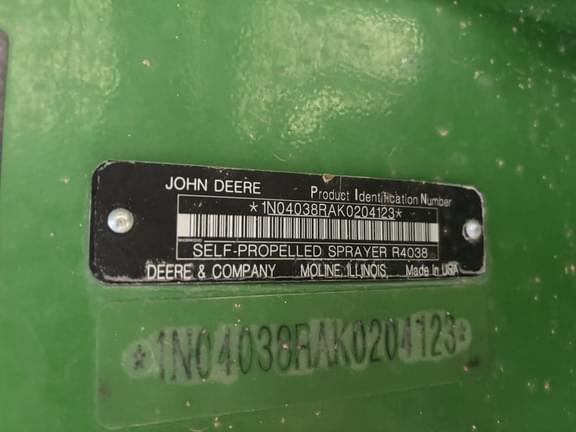 JOHN DEERE Product Identification Number
*1N04038RAK0204123*
SELF-PROPELLED SPRAYER R4038
DEERE & COMPANY MOLINE, ILLINOIS Made In USA
*1N04038RAK0204123*